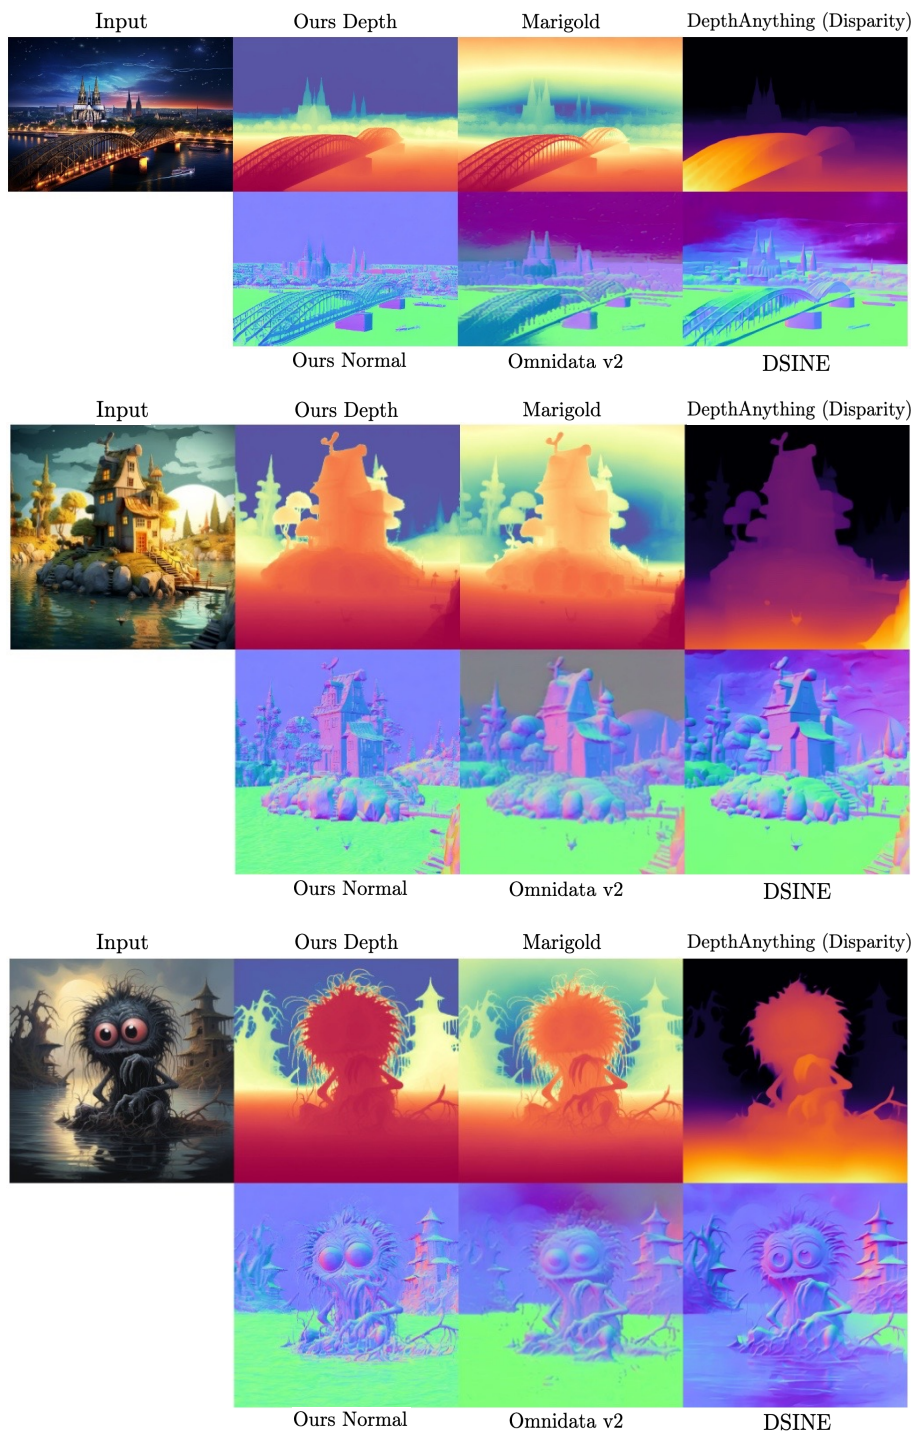 Input Ours Depth Marigold DepthAnything (Disparity)
Ours Normal Omnidata v2 DSINE
Input Ours Depth Marigold DepthAnything (Disparity)
Ours Normal Omnidata v2 DSINE
Input Ours Depth Marigold DepthAnything (Disparity)
Ours Normal Omnidata v2 DSINE